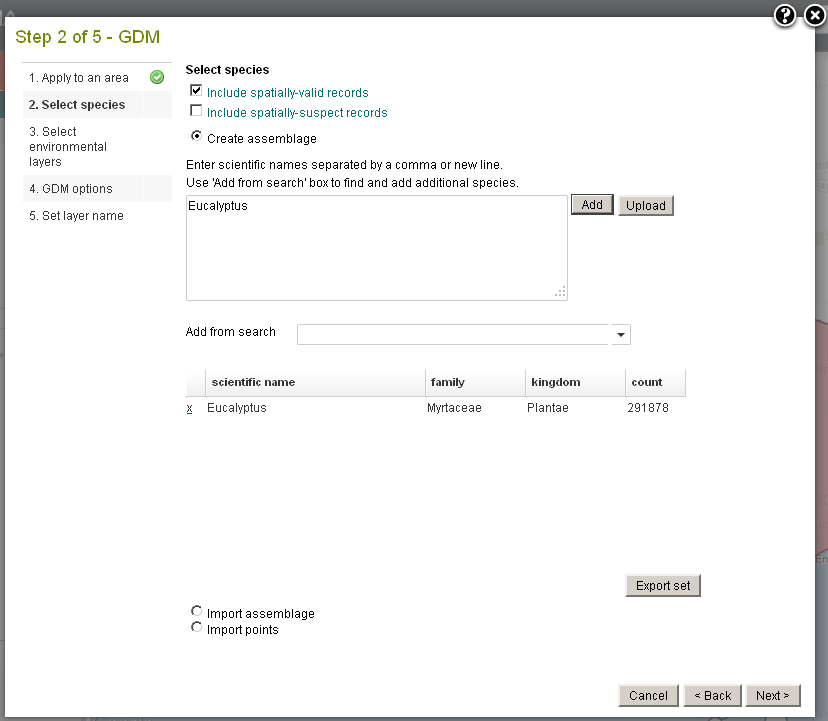 Step 2 of 5 - GDM
1. Apply to an area
2. Select species
3. Select
environmental
layers
4. GDM options
5. Set layer name
Select species
Include spatially-valid records
Include spatially-suspect records
Create assemblage
Enter scientific names separated by a comma or new line.
Use 'Add from search' box to find and add additional species.
Eucalyptus
Add Upload
Add from search
scientific name family kingdom count
x Eucalyptus Myrtaceae Plantae 291878
Export set
Import assemblage
Import points
Cancel < Back Next >